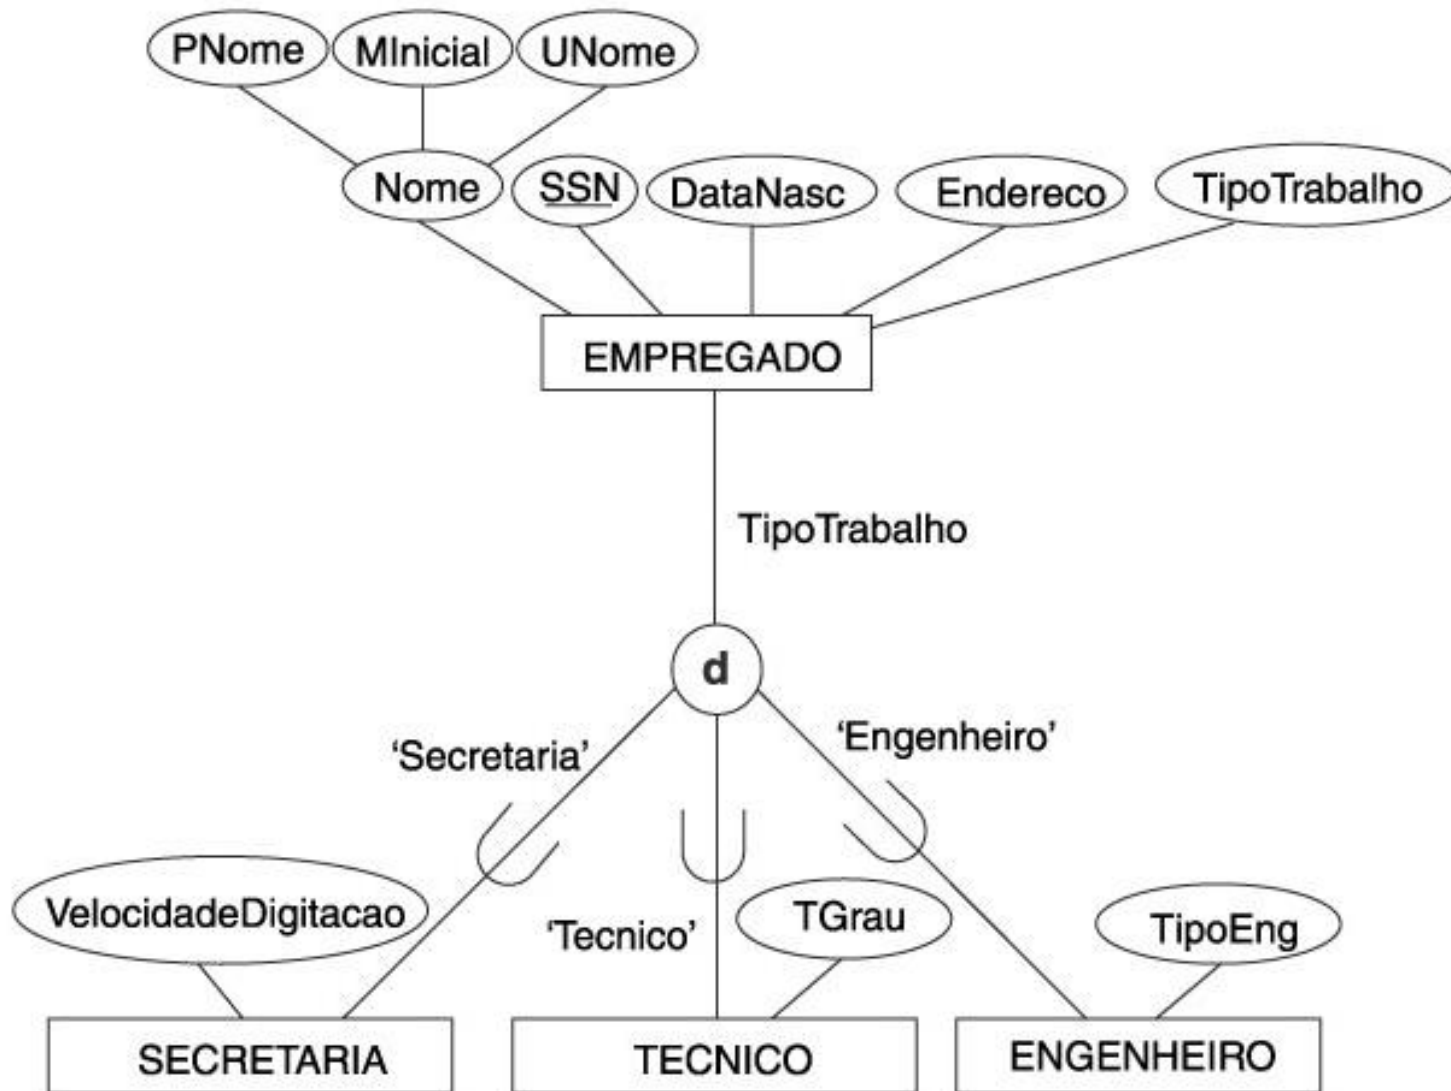 PNome MInicial UNome
Nome SSN DataNasc Endereco TipoTrabalho
EMPREGADO
TipoTrabalho
d
'Secretaria' 'Engenheiro'
VelocidadeDigitacao 'Tecnico' TGrau TipoEng
SECRETARIA TECNICO ENGENHEIRO